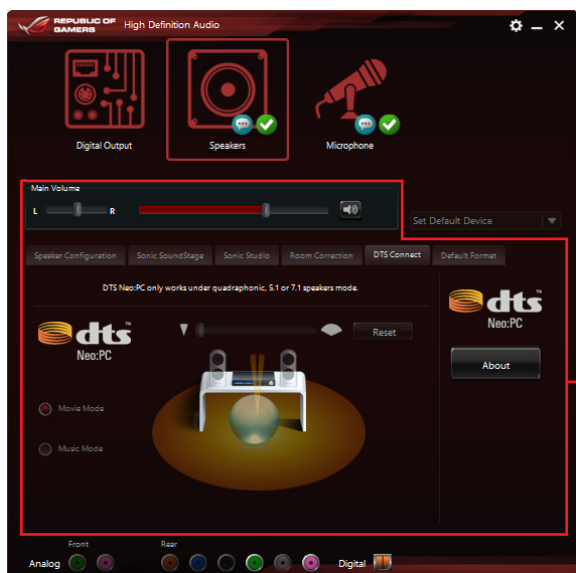 REPUBLIC OF
GAMERS
High Definition Audio
Digital Output
Speakers
Microphone
Main Volume
L
R
Set Default Device
Speaker Configuration
Sonic SoundStage
Sonic Studio
Room Correction
DTS Connect
Default Format
DTS Neo:PC only works under quadraphonic, 5.1 or 7.1 speakers mode.
dts
Neo:PC
Reset
Movie Mode
Music Mode
dts
Neo:PC
About
Front
Rear
Analog
Digital